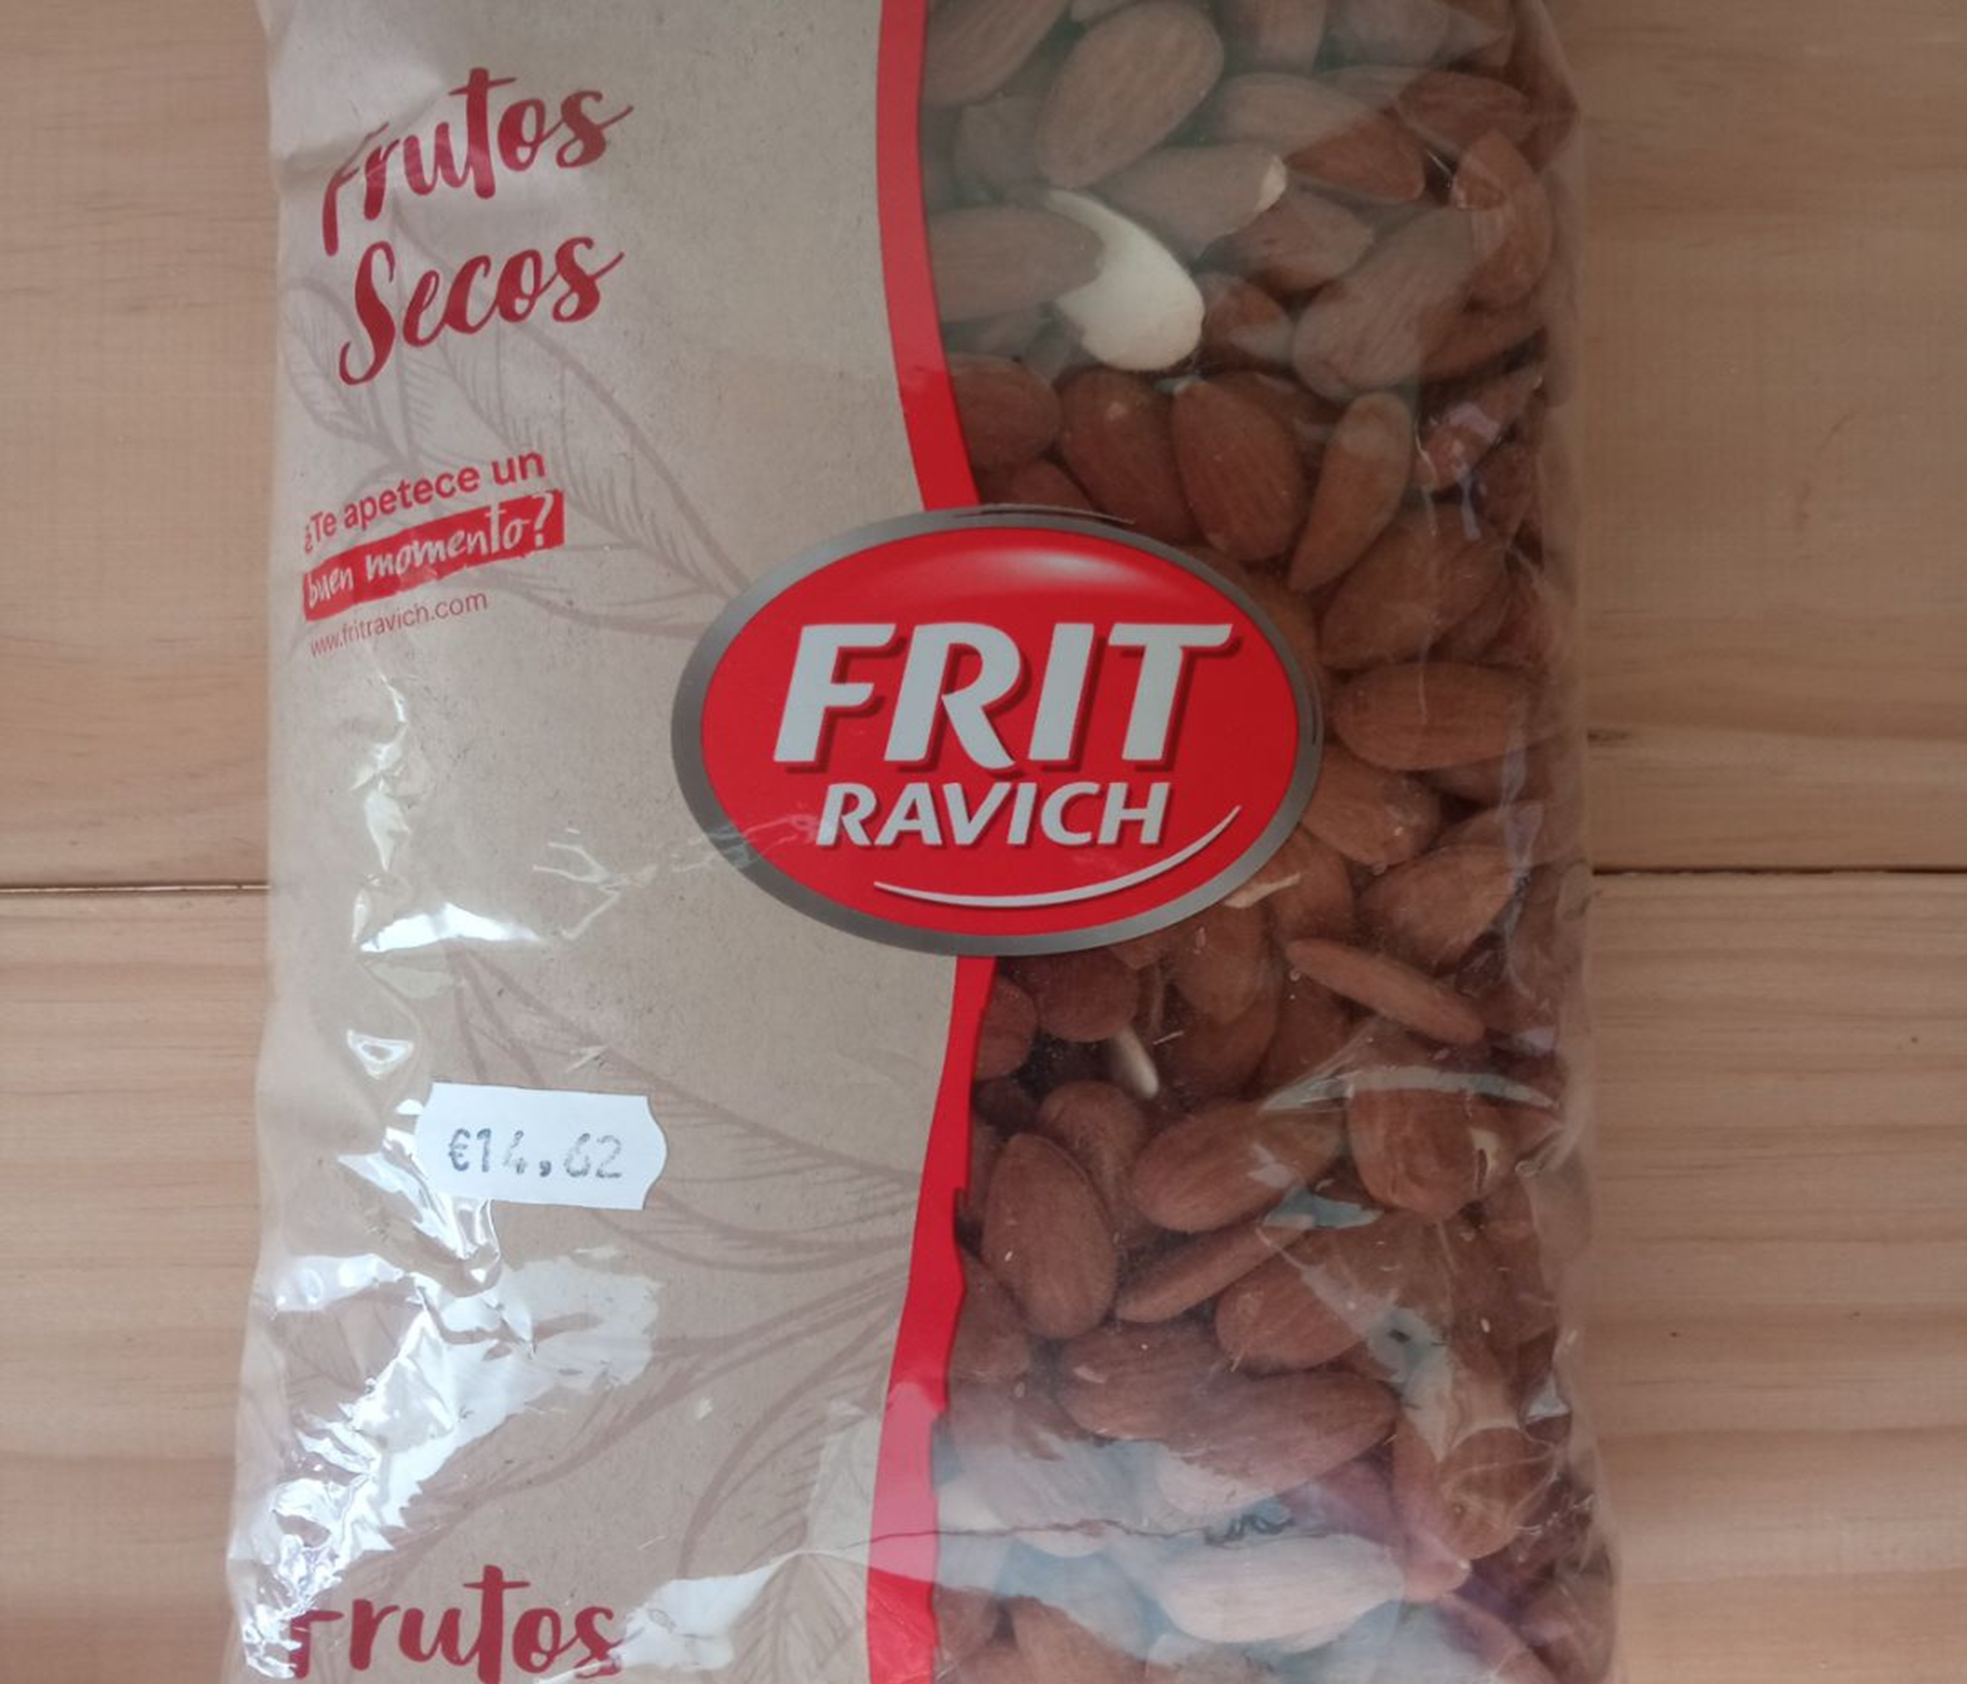 Frutos
Secos
¿Te apetece un
buen momento?
www.fritravich.com
FRIT
RAVICH
€14,62
Frutos